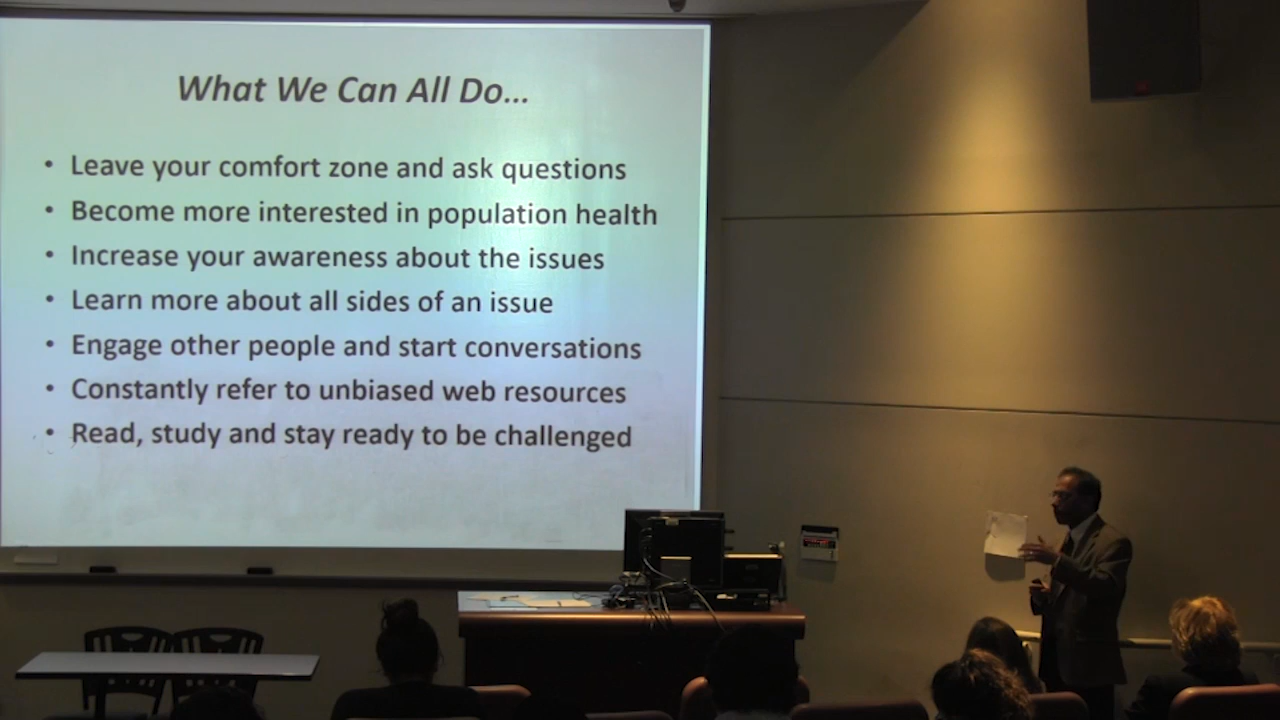 What We Can All Do...
• Leave your comfort zone and ask questions
• Become more interested in population health
• Increase your awareness about the issues
• Learn more about all sides of an issue
• Engage other people and start conversations
• Constantly refer to unbiased web resources
• Read, study and stay ready to be challenged